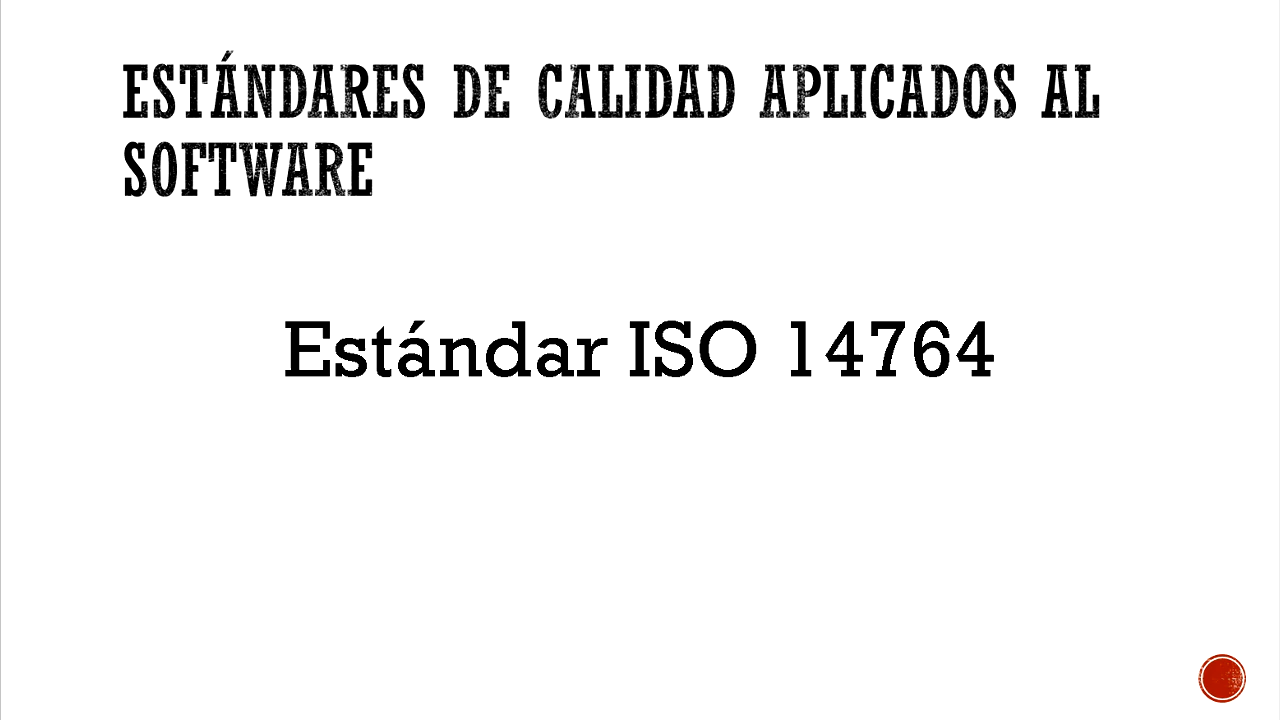 ESTÁNDARES DE CALIDAD APLICADOS AL
SOFTWARE
Estándar ISO 14764